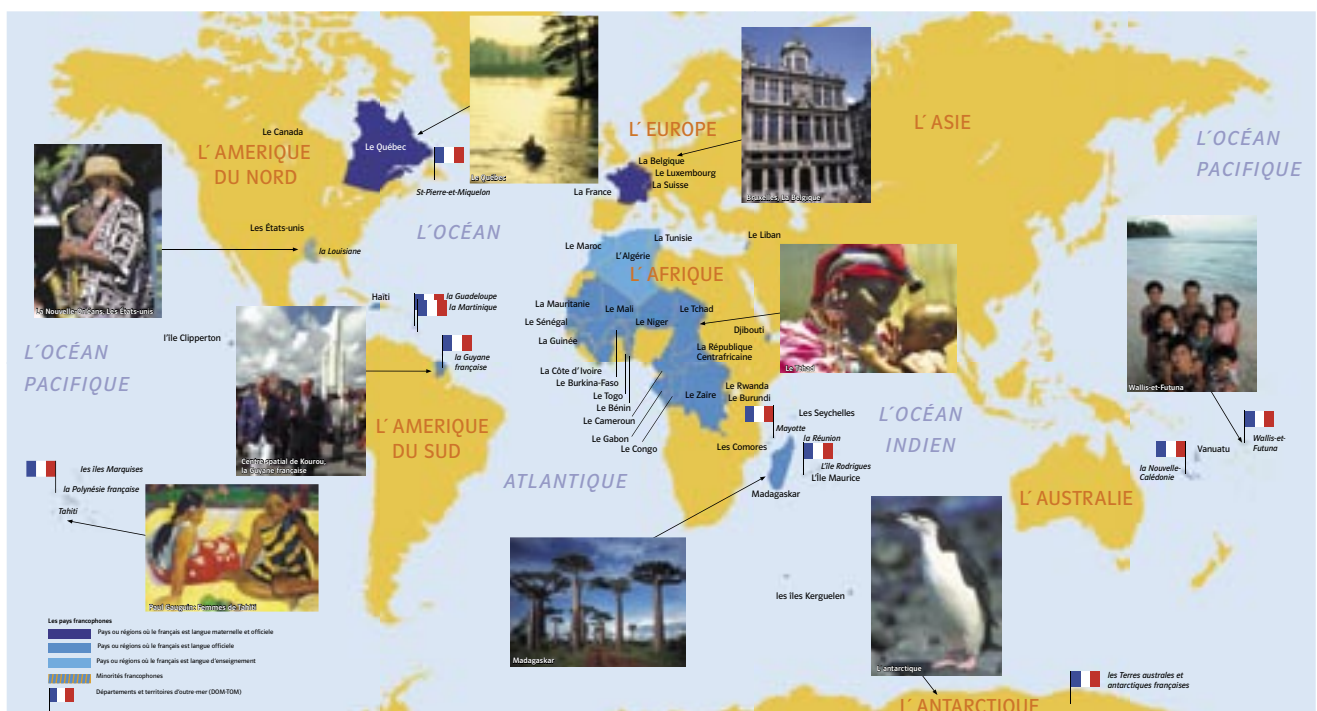 Le Canada
L´ AMERIQUE
DU NORD
Le Québec
St-Pierre-et-Miquelon
Le Québec
L´ EUROPE
La Belgique
Le Luxembourg
La Suisse
La France
Bruxelles, La Belgique
L´ASIE
L´OCÉAN
PACIFIQUE
Les États-unis
la Louisiane
La Nouvelle-Orléans, Les États-unis
L´OCÉAN
ATLANTIQUE
Le Maroc
La Tunisie
L'Algérie
Le Liban
L´ AFRIQUE
La Mauritanie
Le Mali
Le Tchad
Le Sénégal
Le Niger
La Guinée
Djibouti
La République
Centrafricaine
La Côte d´Ivoire
Le Burkina-Faso
Le Togo
Le Bénin
Le Cameroun
Le Gabon
Le Congo
Le Zaïre
Le Rwanda
Le Burundi
Le Tchad
Haïti
la Guadeloupe
la Martinique
l'île Clipperton
la Guyane
française
L´OCÉAN
PACIFIQUE
Centre spatial de Kourou,
la Guyane française
L´ AMERIQUE
DU SUD
les îles Marquises
la Polynésie française
Tahiti
Paul Gauguin: Femmes de Tahiti
Les Seychelles
Mayotte
la Réunion
Les Comores
L'île Rodrigues
L'Île Maurice
Madagaskar
L´OCÉAN
INDIEN
Madagaskar
les îles Kerguelen
Wallis-et-Futuna
Wallis-et-
Futuna
Vanuatu
la Nouvelle-
Calédonie
L´ AUSTRALIE
L´antarctique
les Terres australes et
antarctiques françaises
L´ ANTARCTIQUE
Les pays francophones
Pays ou régions où le français est langue maternelle et officiele
Pays ou régions où le français est langue officiele
Pays ou régions où le français est langue d'enseignement
Minorités francophones
Départements et territoires d'outre-mer (DOM-TOM)